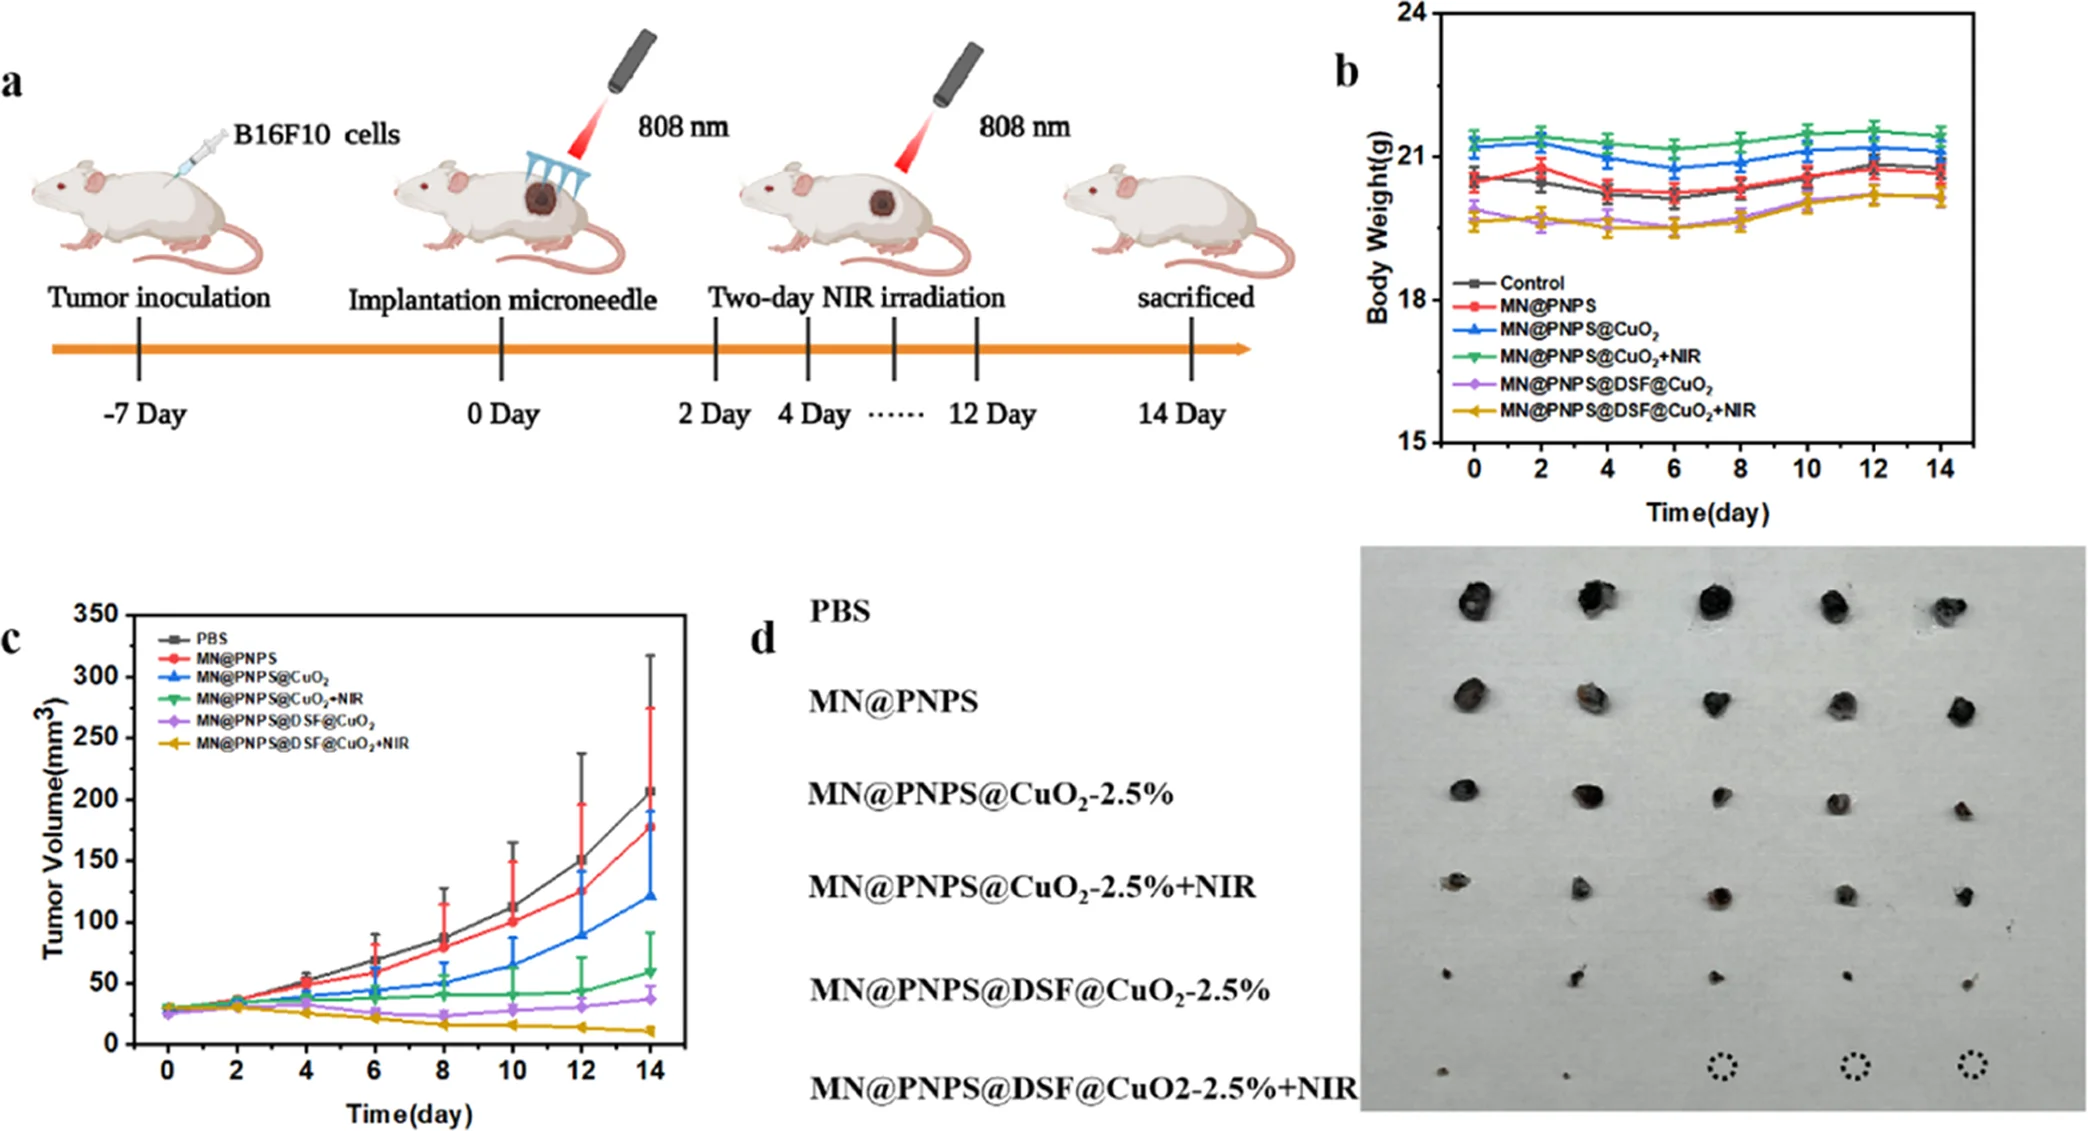 a
B16F10 cells
808 nm
808 nm
Tumor inoculation
Implantation microneedle
Two-day NIR irradiation
sacrificed
-7 Day
0 Day
2 Day
4 Day
······
12 Day
14 Day
b
Body Weight(g)
24
21
18
15
Control
MN@PNPS
MN@PNPS@CuO₂
MN@PNPS@CuO₂+NIR
MN@PNPS@DSF@CuO₂
MN@PNPS@DSF@CuO₂+NIR
0 2 4 6 8 10 12 14
Time(day)
c
Tumor Volume(mm³)
350
300
250
200
150
100
50
0
PBS
MN@PNPS
MN@PNPS@CuO₂
MN@PNPS@CuO₂+NIR
MN@PNPS@DSF@CuO₂
MN@PNPS@DSF@CuO₂+NIR
0 2 4 6 8 10 12 14
Time(day)
d
PBS
MN@PNPS
MN@PNPS@CuO₂-2.5%
MN@PNPS@CuO₂-2.5%+NIR
MN@PNPS@DSF@CuO₂-2.5%
MN@PNPS@DSF@CuO2-2.5%+NIR